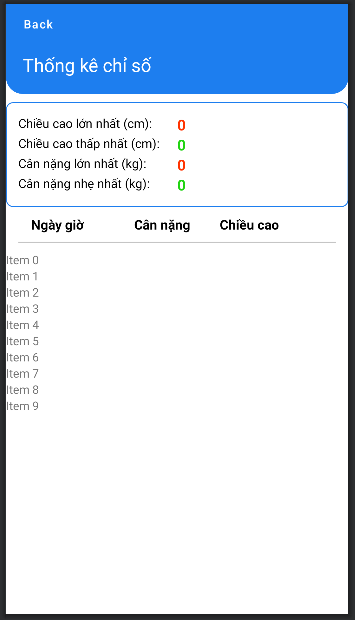 Back
Thống kê chỉ số
Chiều cao lớn nhất (cm): 0
Chiều cao thấp nhất (cm): 0
Cân nặng lớn nhất (kg): 0
Cân nặng nhẹ nhất (kg): 0
Ngày giờ Cân nặng Chiều cao
Item 0
Item 1
Item 2
Item 3
Item 4
Item 5
Item 6
Item 7
Item 8
Item 9